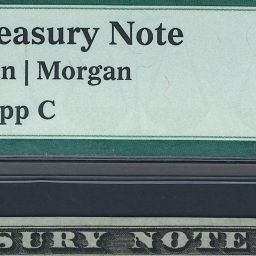 easury Note
n | Morgan
pp C
SURY NOTE